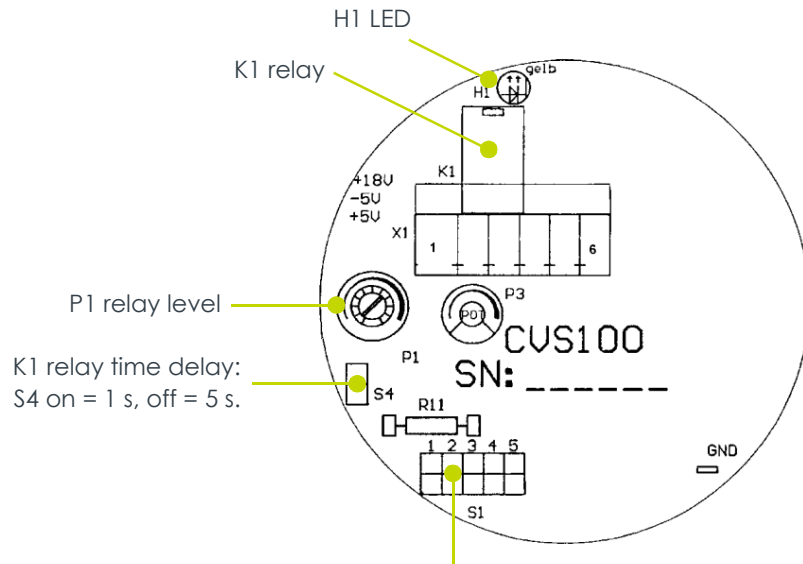 H1 LED
gelb
K1 relay
H1
K1
+18V
-5V
+5V
X1
1
6
P1 relay level
P3
POT
CVS100
P1
K1 relay time delay:
S4 on = 1 s, off = 5 s.
SN: _ _ _ _ _ _
S4
R11
1 2 3 4 5
GND
S1